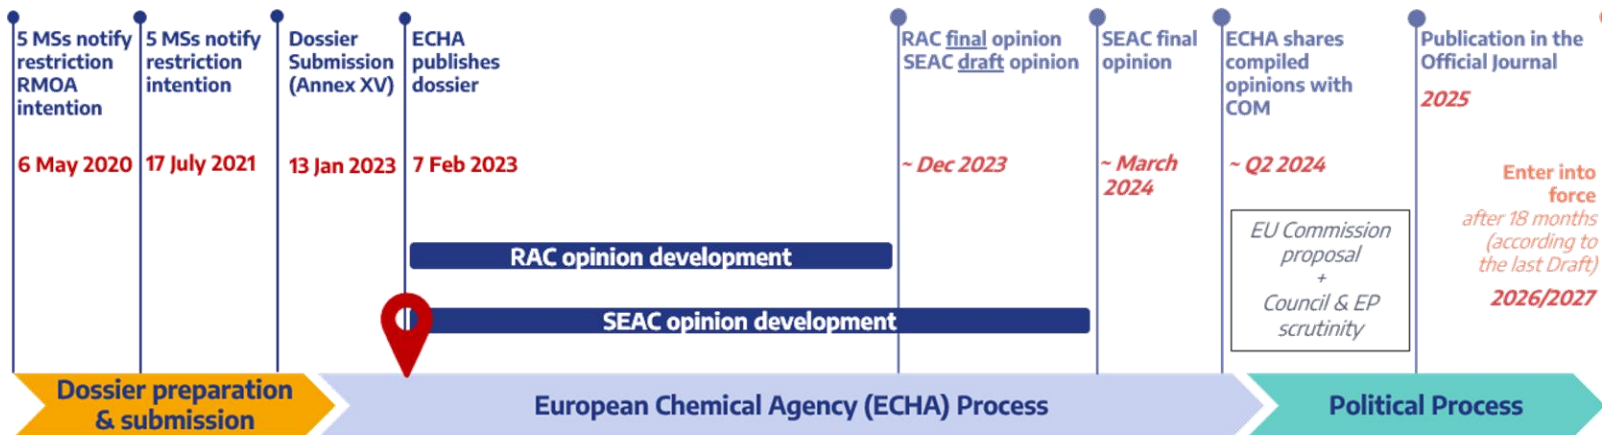 5 MSs notify
restriction
RMOA
intention
6 May 2020
5 MSs notify
restriction
intention
17 July 2021
Dossier
Submission
(Annex XV)
13 Jan 2023
ECHA
publishes
dossier
7 Feb 2023
RAC final opinion
SEAC draft opinion
~ Dec 2023
SEAC final
opinion
~ March
2024
ECHA shares
compiled
opinions with
COM
~ Q2 2024
EU Commission
proposal
+
Council & EP
scrutinity
Publication in the
Official Journal
2025
Enter into
force
after 18 months
(according to
the last Draft)
2026/2027
RAC opinion development
SEAC opinion development
Dossier preparation
& submission
European Chemical Agency (ECHA) Process
Political Process